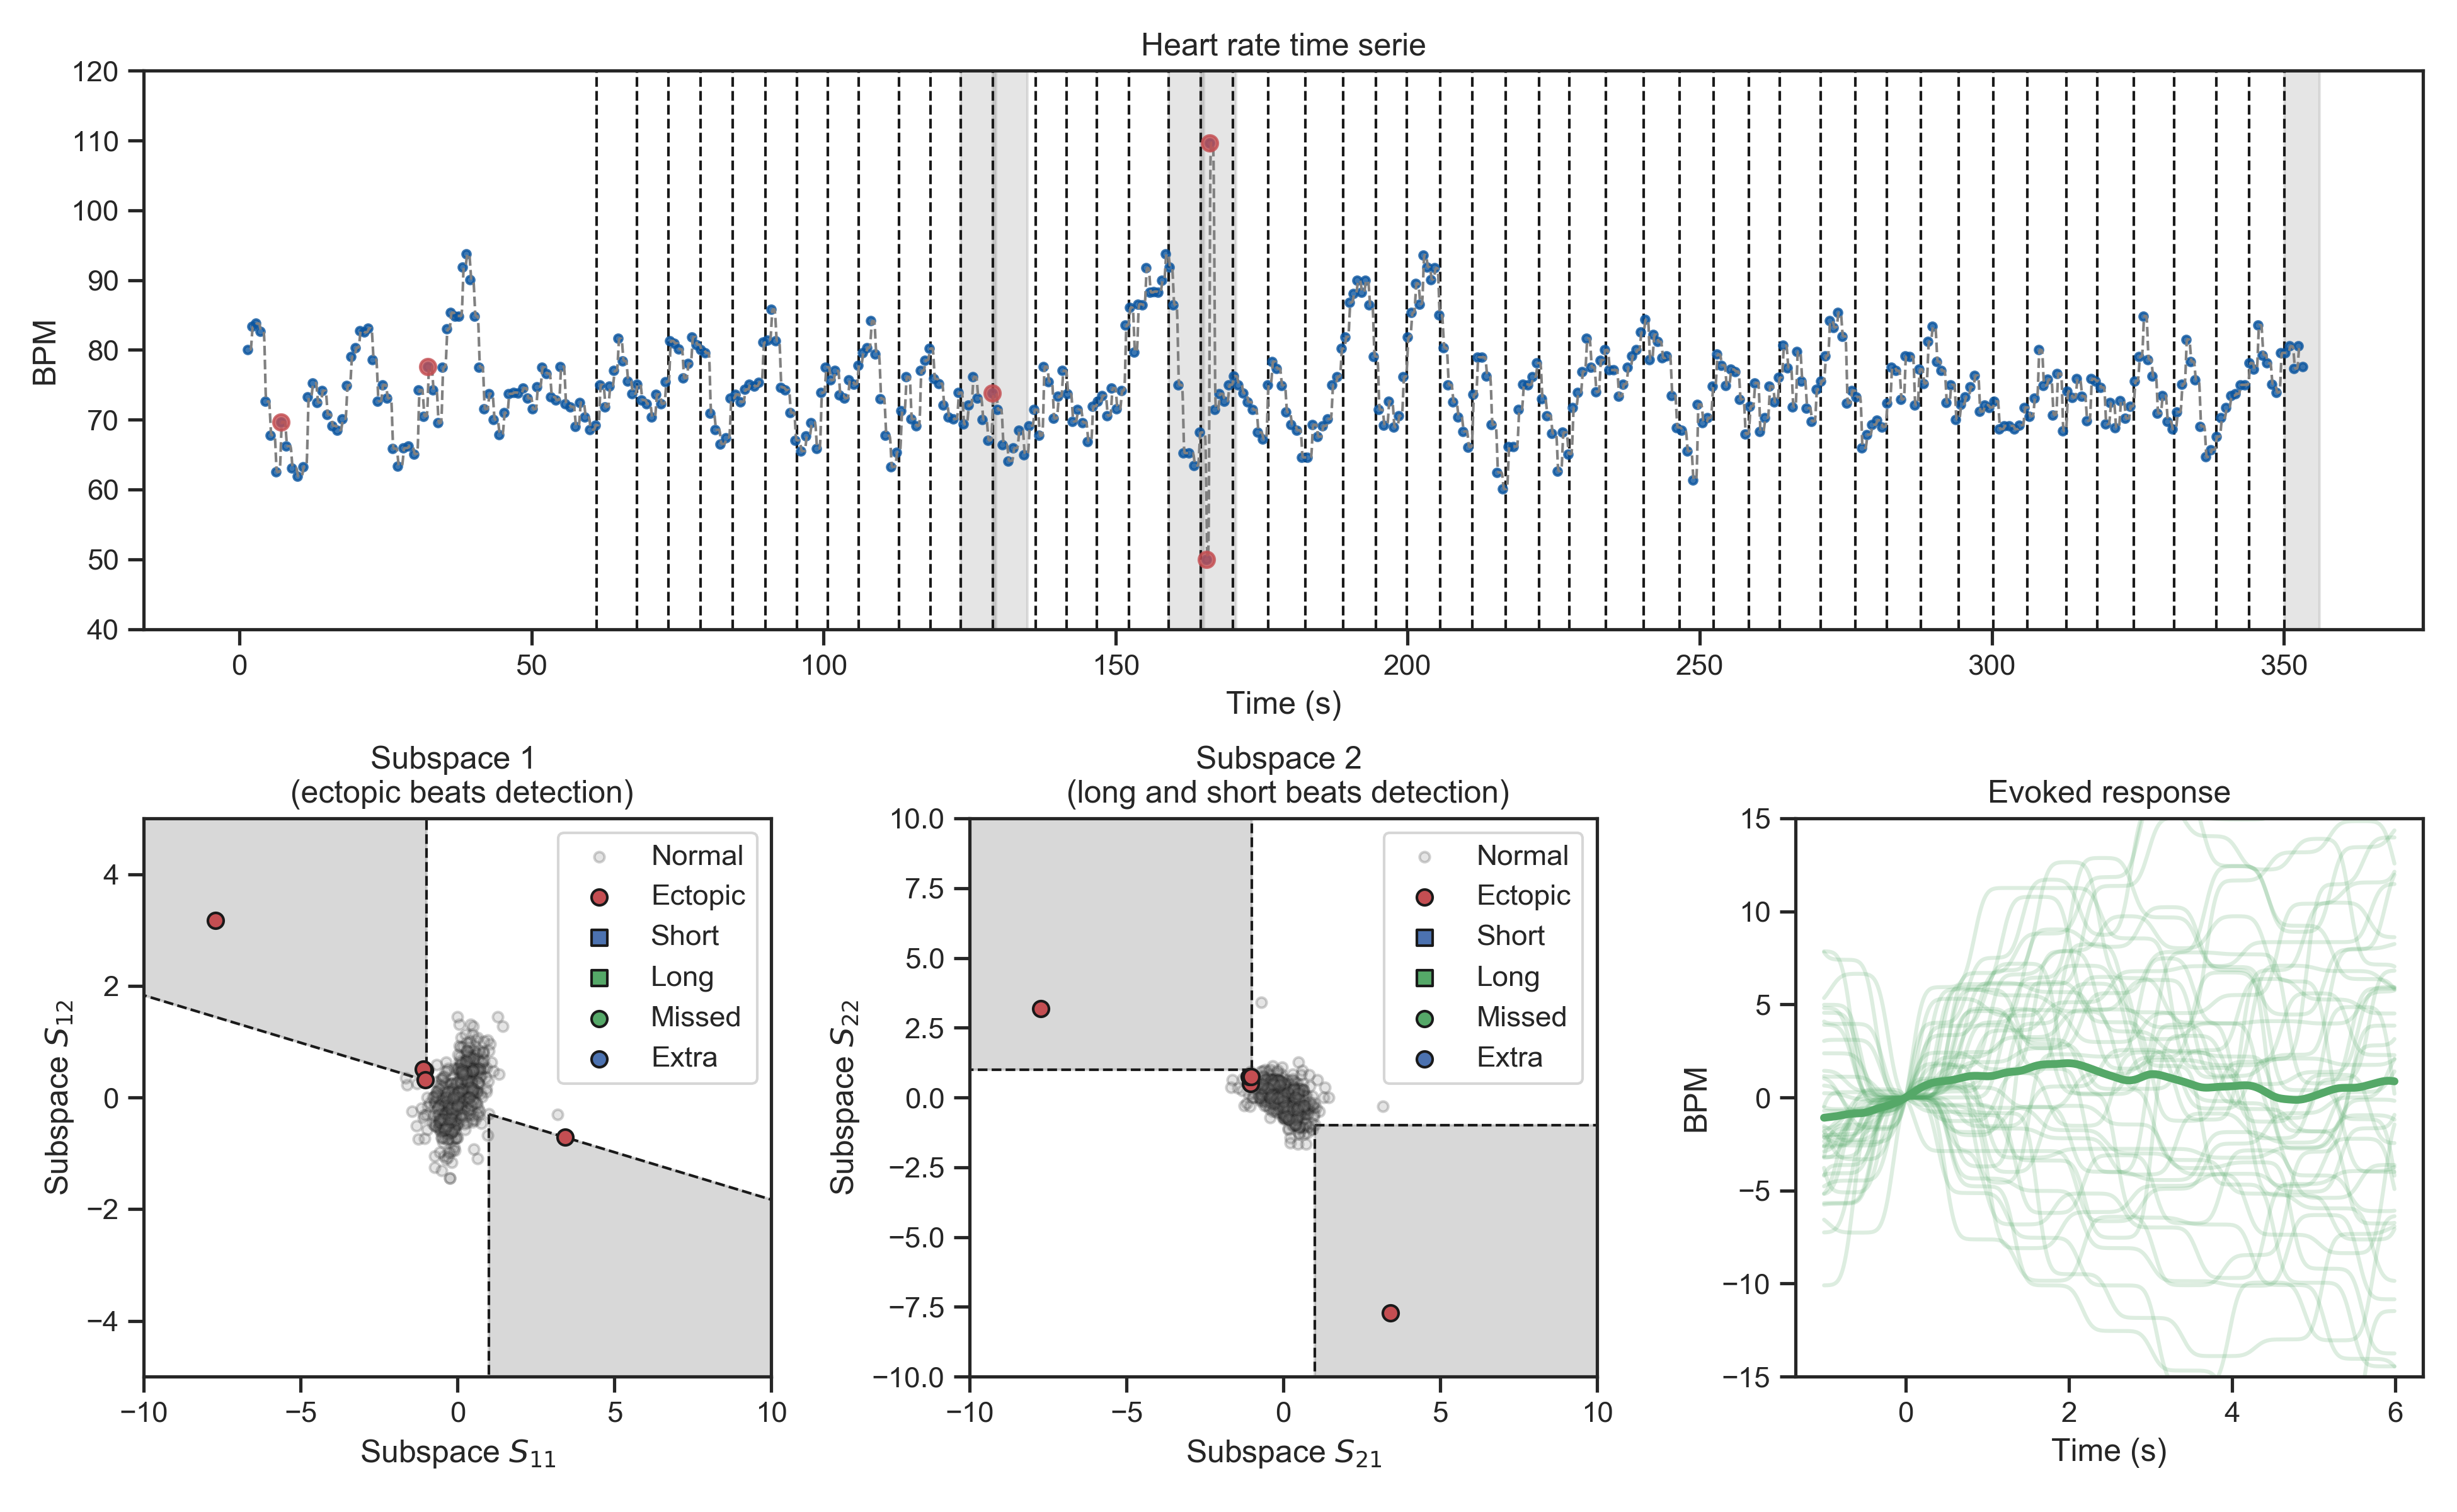 Heart rate time serie
120
110
100
90
80
70
60
50
40
BPM
0 50 100 150 200 250 300 350
Time (s)
Subspace 1
(ectopic beats detection)
4
2
0
−2
−4
Subspace S12
Normal
Ectopic
Short
Long
Missed
Extra
−10 −5 0 5 10
Subspace S11
Subspace 2
(long and short beats detection)
10.0
7.5
5.0
2.5
0.0
−2.5
−5.0
−7.5
−10.0
Subspace S22
Normal
Ectopic
Short
Long
Missed
Extra
−10 −5 0 5 10
Subspace S21
Evoked response
15
10
5
0
−5
−10
−15
BPM
0 2 4 6
Time (s)